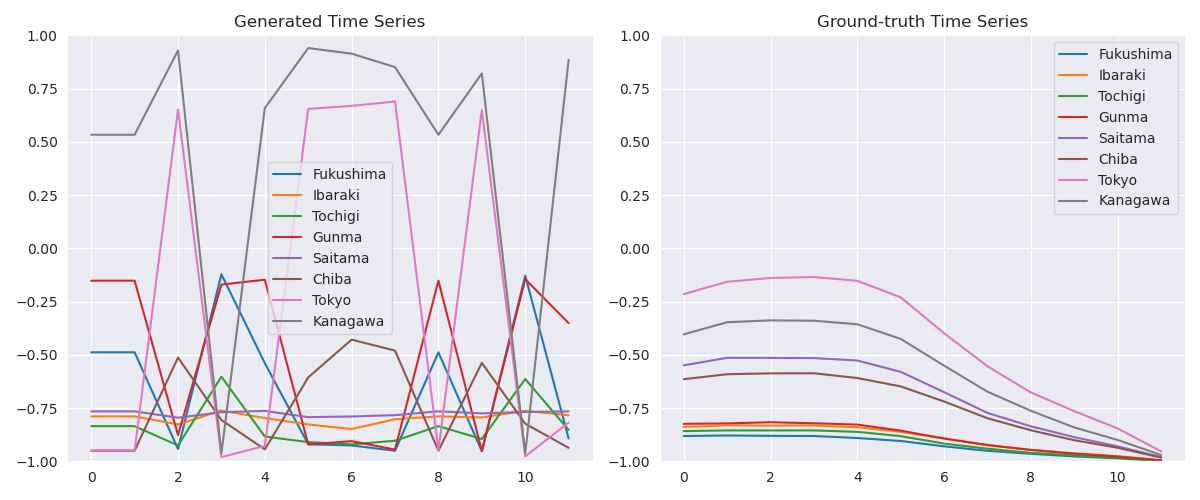 Generated Time Series
1.00
0.75
0.50
0.25
0.00
−0.25
−0.50
−0.75
−1.00
0 2 4 6 8 10
Fukushima
Ibaraki
Tochigi
Gunma
Saitama
Chiba
Tokyo
Kanagawa
Ground-truth Time Series
1.00
0.75
0.50
0.25
0.00
−0.25
−0.50
−0.75
−1.00
0 2 4 6 8 10
Fukushima
Ibaraki
Tochigi
Gunma
Saitama
Chiba
Tokyo
Kanagawa